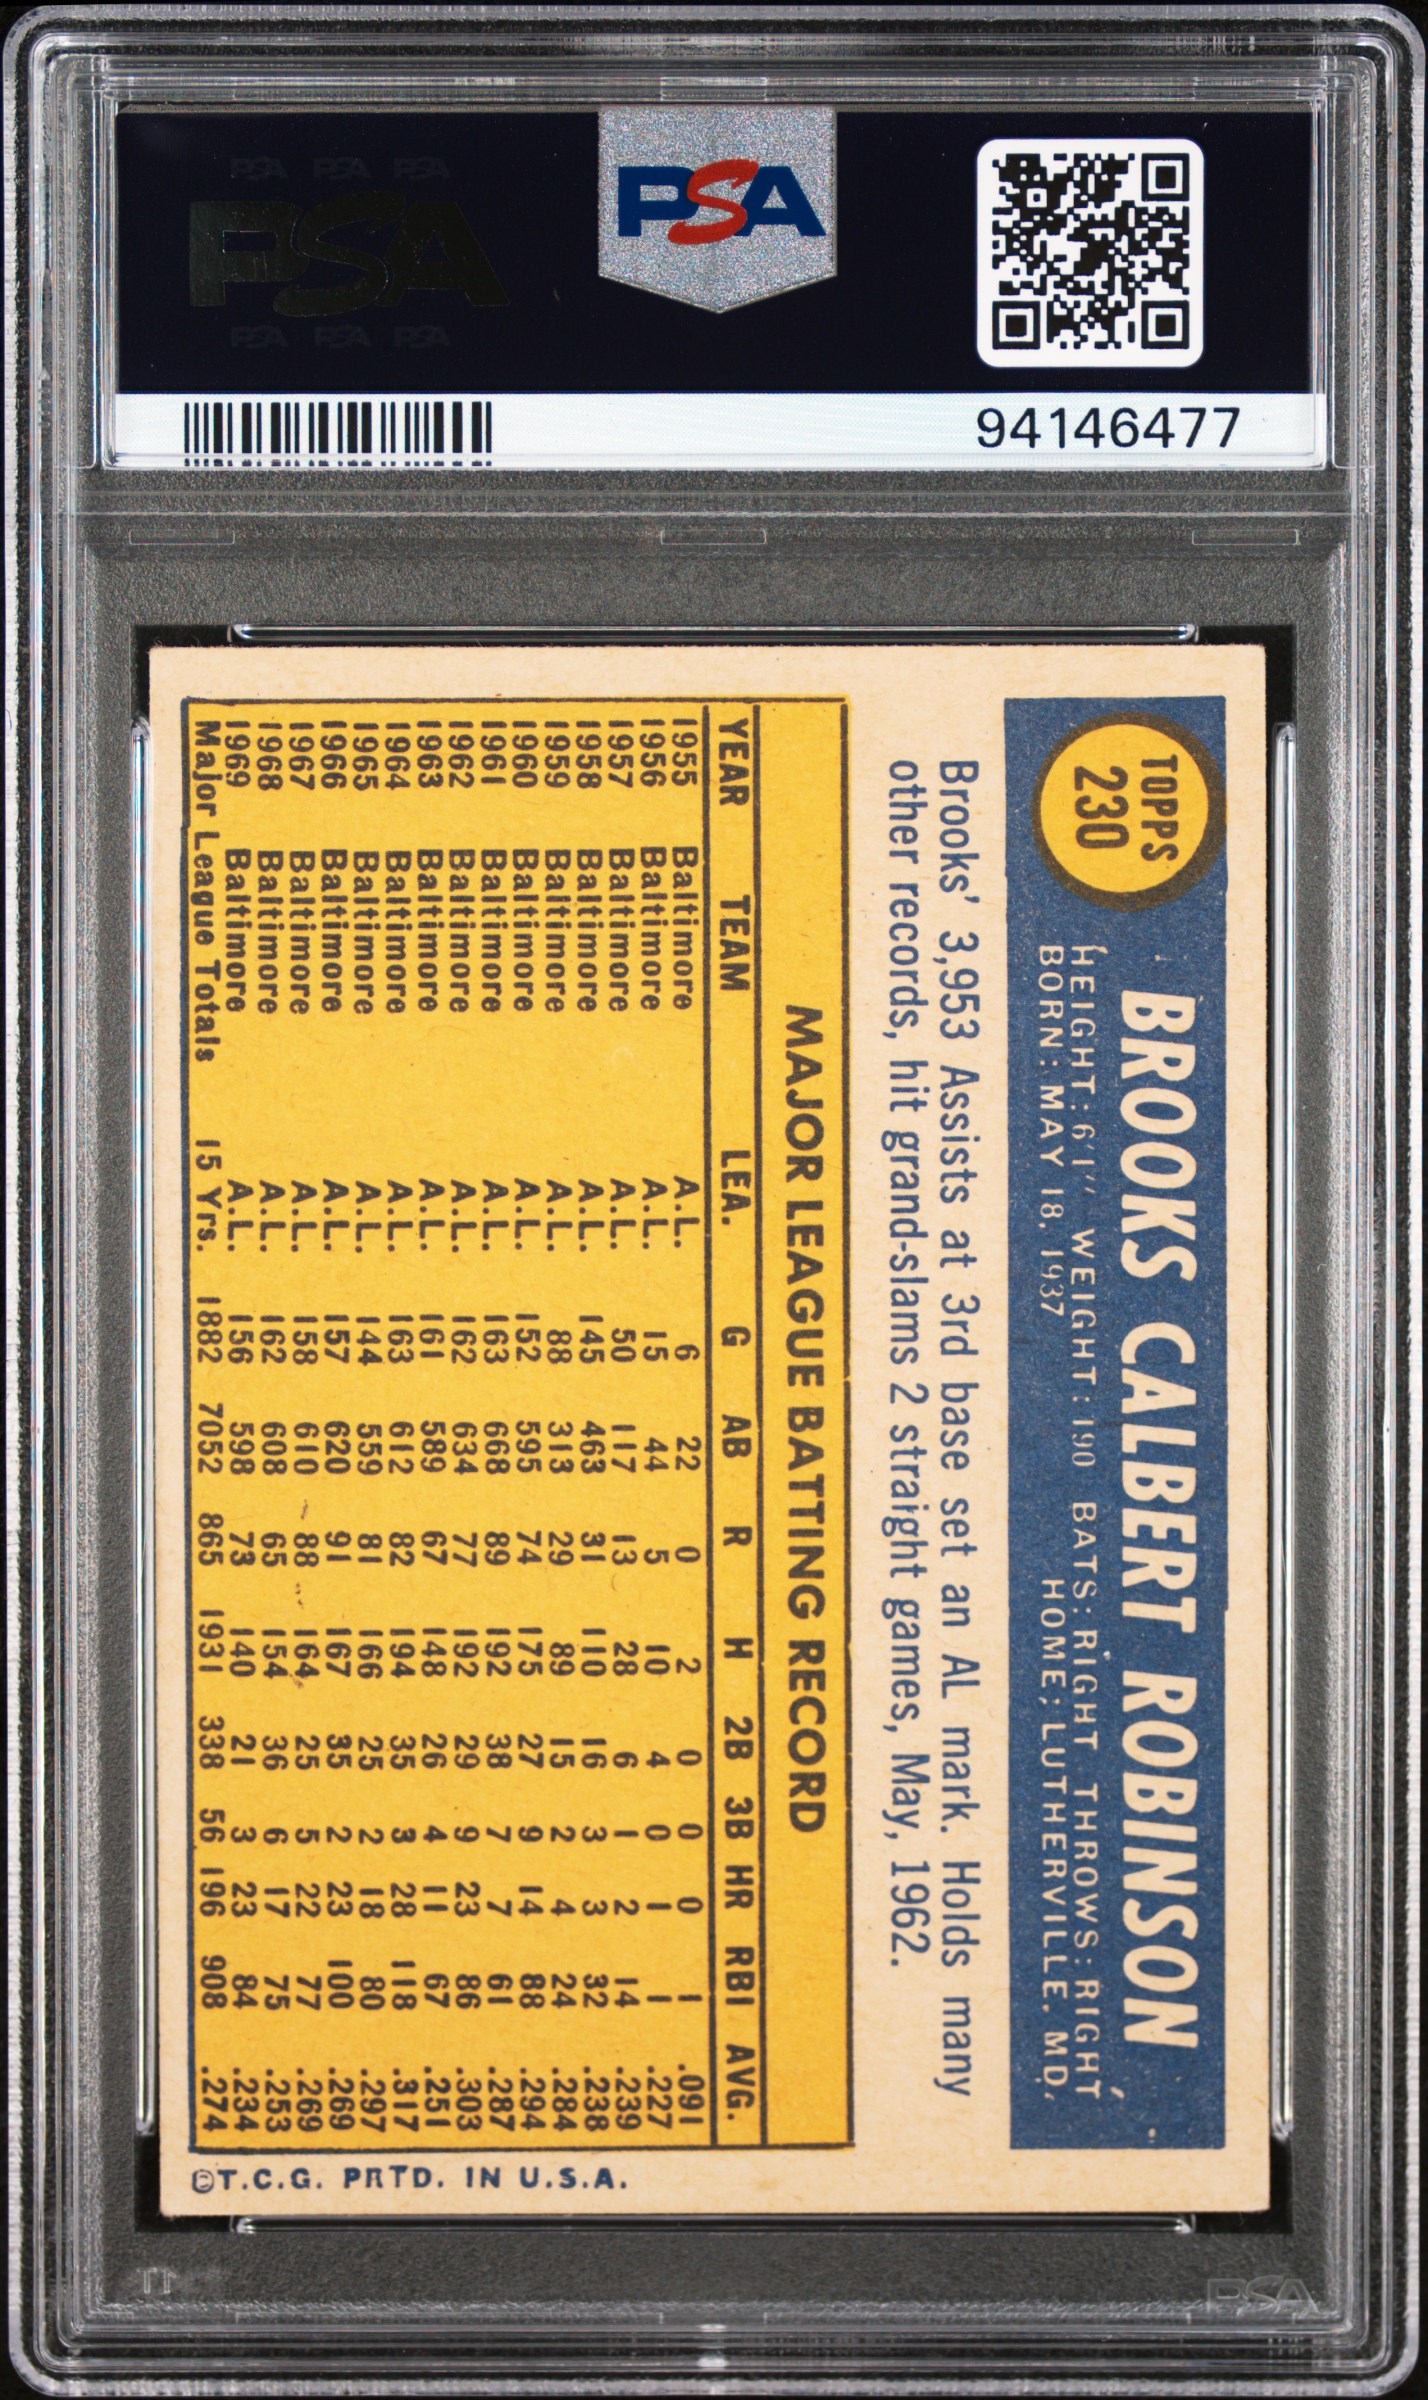 PSA PSA PSA
PSA
PSA PSA PSA
PSA
94146477
TOPPS
230
BROOKS CALBERT ROBINSON
HEIGHT: 6'1" WEIGHT: 190 BATS: RIGHT THROWS: RIGHT
BORN: MAY 18, 1937 HOME: LUTHERVILLE, MD.
Brooks' 3,953 Assists at 3rd base set an AL mark. Holds many
other records, hit grand-slams 2 straight games, May, 1962.
MAJOR LEAGUE BATTING RECORD
YEAR TEAM LEA. G AB R H 2B 3B HR RBI AVG.
1955 Baltimore A.L. 6 22 0 2 0 0 0 1 .091
1956 Baltimore A.L. 15 44 5 10 4 0 1 1 .227
1957 Baltimore A.L. 50 117 13 28 6 1 2 14 .239
1958 Baltimore A.L. 145 463 31 110 16 3 3 32 .238
1959 Baltimore A.L. 88 313 29 89 15 2 4 24 .284
1960 Baltimore A.L. 152 595 74 175 27 9 14 88 .294
1961 Baltimore A.L. 163 668 89 192 38 7 7 61 .287
1962 Baltimore A.L. 162 634 77 192 29 9 23 86 .303
1963 Baltimore A.L. 161 589 67 148 26 4 11 67 .251
1964 Baltimore A.L. 163 612 82 194 35 3 28 118 .317
1965 Baltimore A.L. 144 559 81 166 25 2 18 80 .297
1966 Baltimore A.L. 157 620 91 167 35 2 23 100 .269
1967 Baltimore A.L. 158 610 88 164 25 5 22 77 .269
1968 Baltimore A.L. 162 608 65 154 36 6 17 75 .253
1969 Baltimore A.L. 156 598 73 140 21 3 23 84 .234
Major League Totals 15 Yrs. 1882 7052 865 1931 338 56 196 908 .274
©T.C.G. PRTD. IN U.S.A.
PSA